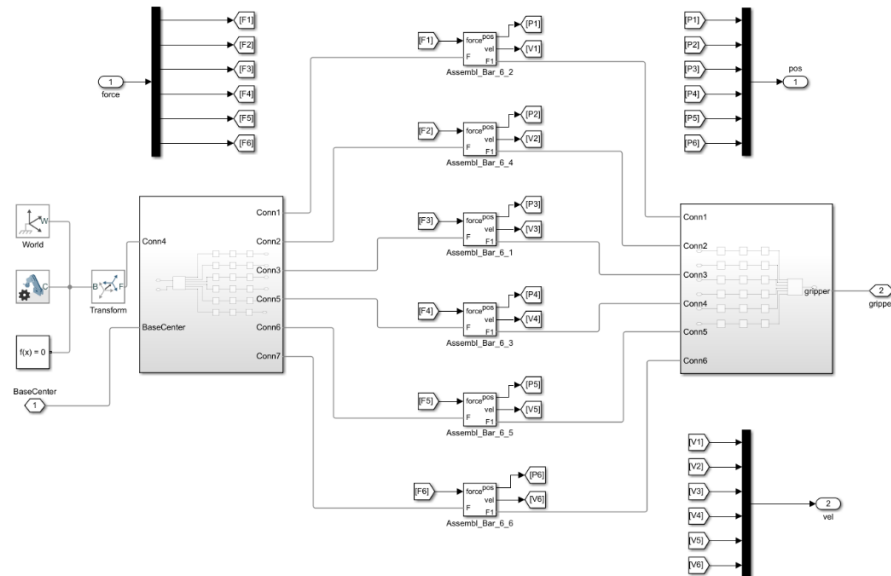 1
force
[F1]
[F2]
[F3]
[F4]
[F5]
[F6]
[F1]
force
pos
vel
F
F1
[P1]
[V1]
Assembl_Bar_6_2
[F2]
force
pos
vel
F
F1
[P2]
[V2]
Assembl_Bar_6_4
[F3]
force
pos
vel
F
F1
[P3]
[V3]
Assembl_Bar_6_1
[F4]
force
pos
vel
F
F1
[P4]
[V4]
Assembl_Bar_6_3
[F5]
force
pos
vel
F
F1
[P5]
[V5]
Assembl_Bar_6_5
[F6]
force
pos
vel
F
F1
[P6]
[V6]
Assembl_Bar_6_6
[P1]
[P2]
[P3]
[P4]
[P5]
[P6]
pos
1
W
World
C
f(x) = 0
B
F
Transform
BaseCenter
1
Conn4
BaseCenter
Conn1
Conn2
Conn3
Conn5
Conn6
Conn7
Conn1
Conn2
Conn3
Conn4
Conn5
Conn6
gripper
2
grippe
[V1]
[V2]
[V3]
[V4]
[V5]
[V6]
2
vel